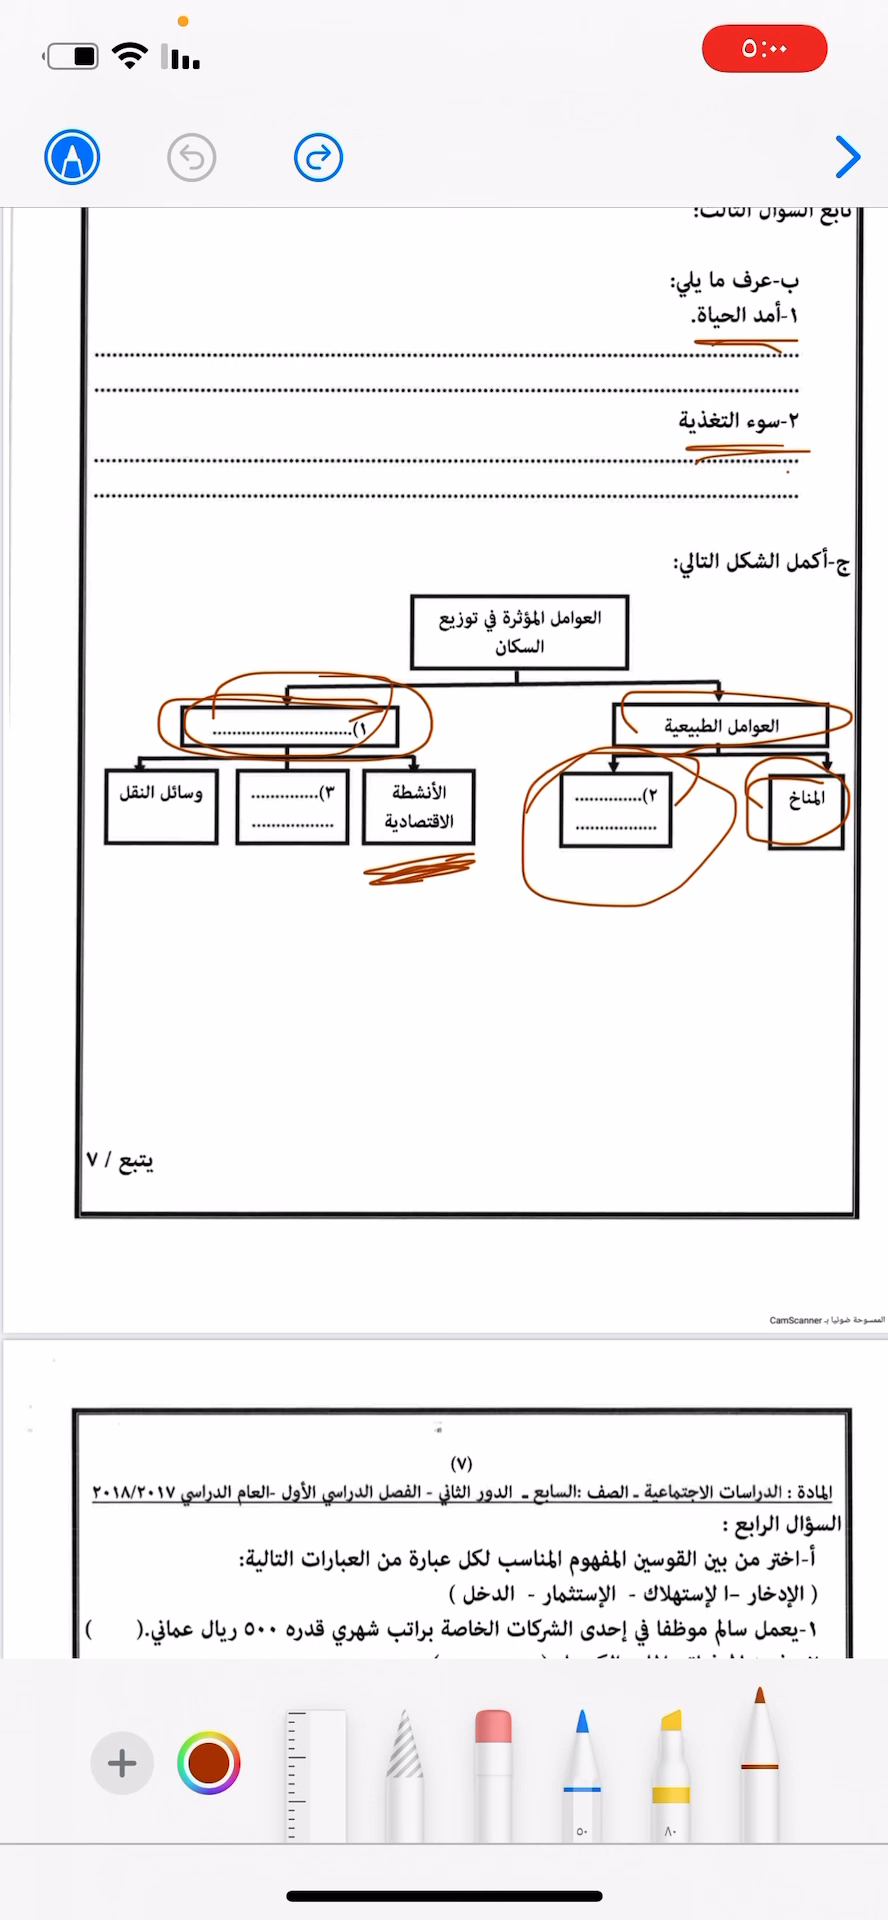 ٥:٠٠
تابع السؤال الثالث:
ب-عرف ما يلي:
١-أمد الحياة.
................................................
................................................
٢-سوء التغذية
................................................
................................................
ج-أكمل الشكل التالي:
العوامل المؤثرة في توزيع
السكان
العوامل الطبيعية
١)............................
المناخ
٢)..............
................
الأنشطة
الاقتصادية
٣)..............
................
وسائل النقل
يتبع / ٧
الممسوحة ضوئيا بـ CamScanner
(٧)
المادة : الدراسات الاجتماعية ـ الصف :السابع ـ الدور الثاني - الفصل الدراسي الأول -العام الدراسي ٢٠١٨/٢٠١٧
السؤال الرابع :
أ-اختر من بين القوسين المفهوم المناسب لكل عبارة من العبارات التالية:
( الإدخار –ا لإستهلاك - الإستثمار - الدخل )
١-يعمل سالم موظفا في إحدى الشركات الخاصة براتب شهري قدره ٥٠٠ ريال عماني.( )
٥٠
٨٠